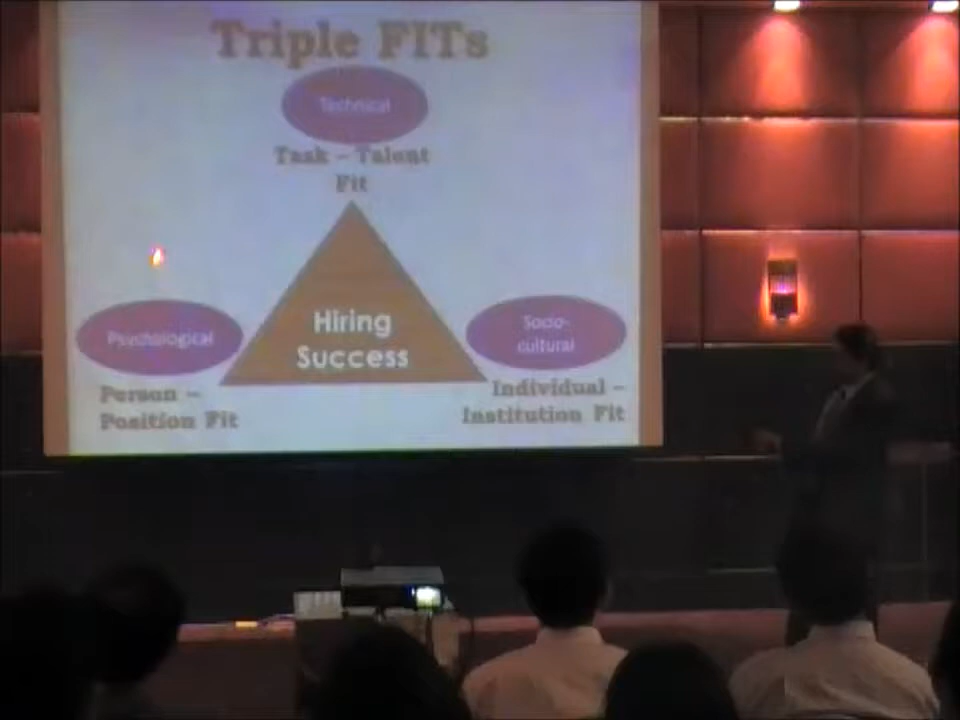 Triple FITs
Technical
Task – Talent
Fit
Hiring
Success
Psychological
Person –
Position Fit
Socio-
cultural
Individual –
Institution Fit